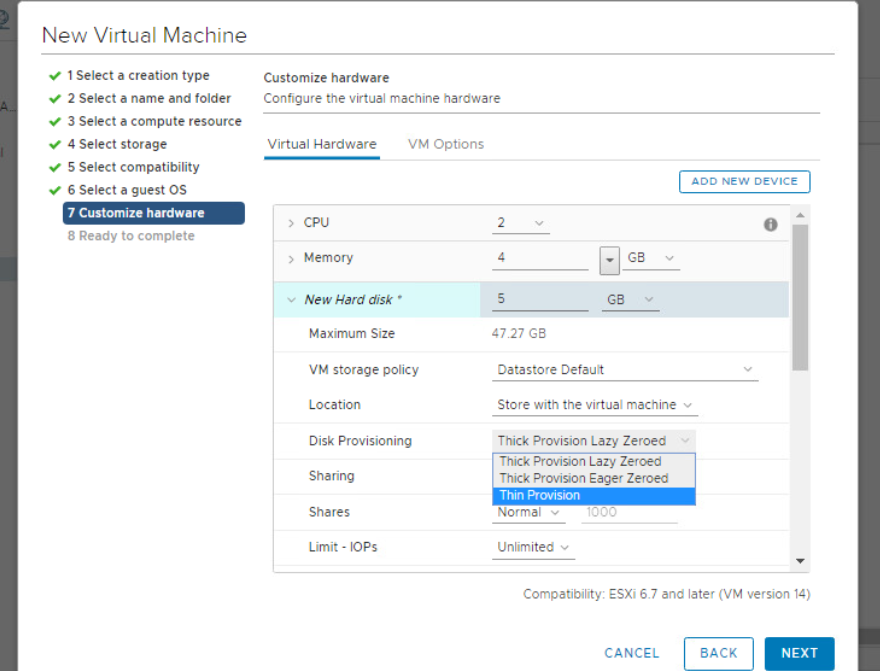 New Virtual Machine
1 Select a creation type
2 Select a name and folder
3 Select a compute resource
4 Select storage
5 Select compatibility
6 Select a guest OS
7 Customize hardware
8 Ready to complete
Customize hardware
Configure the virtual machine hardware
Virtual Hardware VM Options
ADD NEW DEVICE
CPU 2
Memory 4 GB
New Hard disk * 5 GB
Maximum Size 47.27 GB
VM storage policy Datastore Default
Location Store with the virtual machine
Disk Provisioning Thick Provision Lazy Zeroed
Thick Provision Lazy Zeroed
Thick Provision Eager Zeroed
Thin Provision
Sharing
Shares Normal 1000
Limit - IOPs Unlimited
Compatibility: ESXi 6.7 and later (VM version 14)
CANCEL BACK NEXT